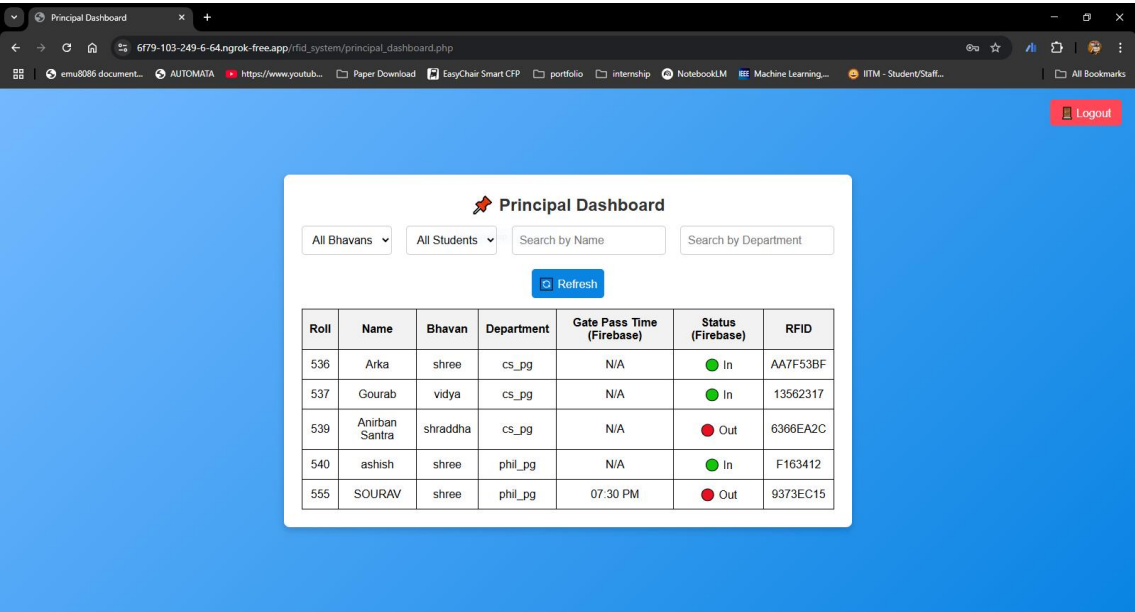 Principal Dashboard
6f79-103-249-6-64.ngrok-free.app/rfid_system/principal_dashboard.php
emu8086 document... AUTOMATA https://www.youtub... Paper Download EasyChair Smart CFP portfolio internship NotebookLM IEEE Machine Learning,... IITM - Student/Staff... All Bookmarks
Logout
Principal Dashboard
All Bhavans All Students Search by Name Search by Department
Refresh
Roll Name Bhavan Department Gate Pass Time (Firebase) Status (Firebase) RFID
536 Arka shree cs_pg N/A In AA7F53BF
537 Gourab vidya cs_pg N/A In 13562317
539 Anirban Santra shraddha cs_pg N/A Out 6366EA2C
540 ashish shree phil_pg N/A In F163412
555 SOURAV shree phil_pg 07:30 PM Out 9373EC15